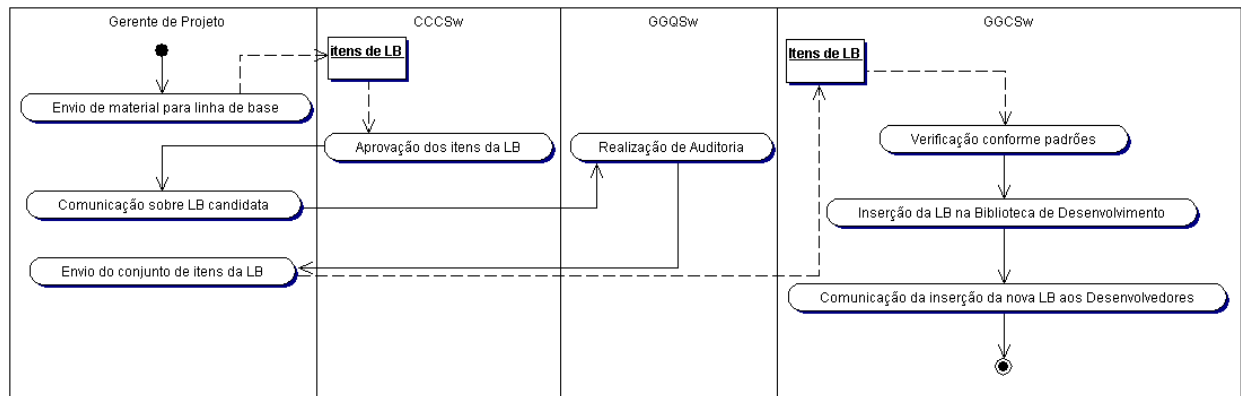 Gerente de Projeto
CCCSw
GGQSw
GGCSw
itens de LB
Itens de LB
Envio de material para linha de base
Aprovação dos itens da LB
Realização de Auditoria
Verificação conforme padrões
Comunicação sobre LB candidata
Inserção da LB na Biblioteca de Desenvolvimento
Envio do conjunto de itens da LB
Comunicação da inserção da nova LB aos Desenvolvedores